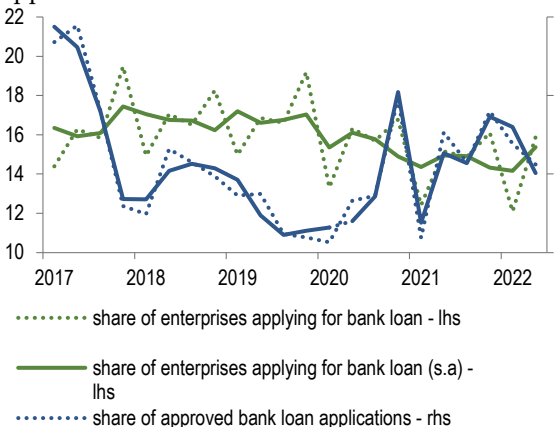 22
20
18
16
14
12
10
2017 2018 2019 2020 2021 2022
share of enterprises applying for bank loan - lhs
share of enterprises applying for bank loan (s.a) -
lhs
share of approved bank loan applications - rhs